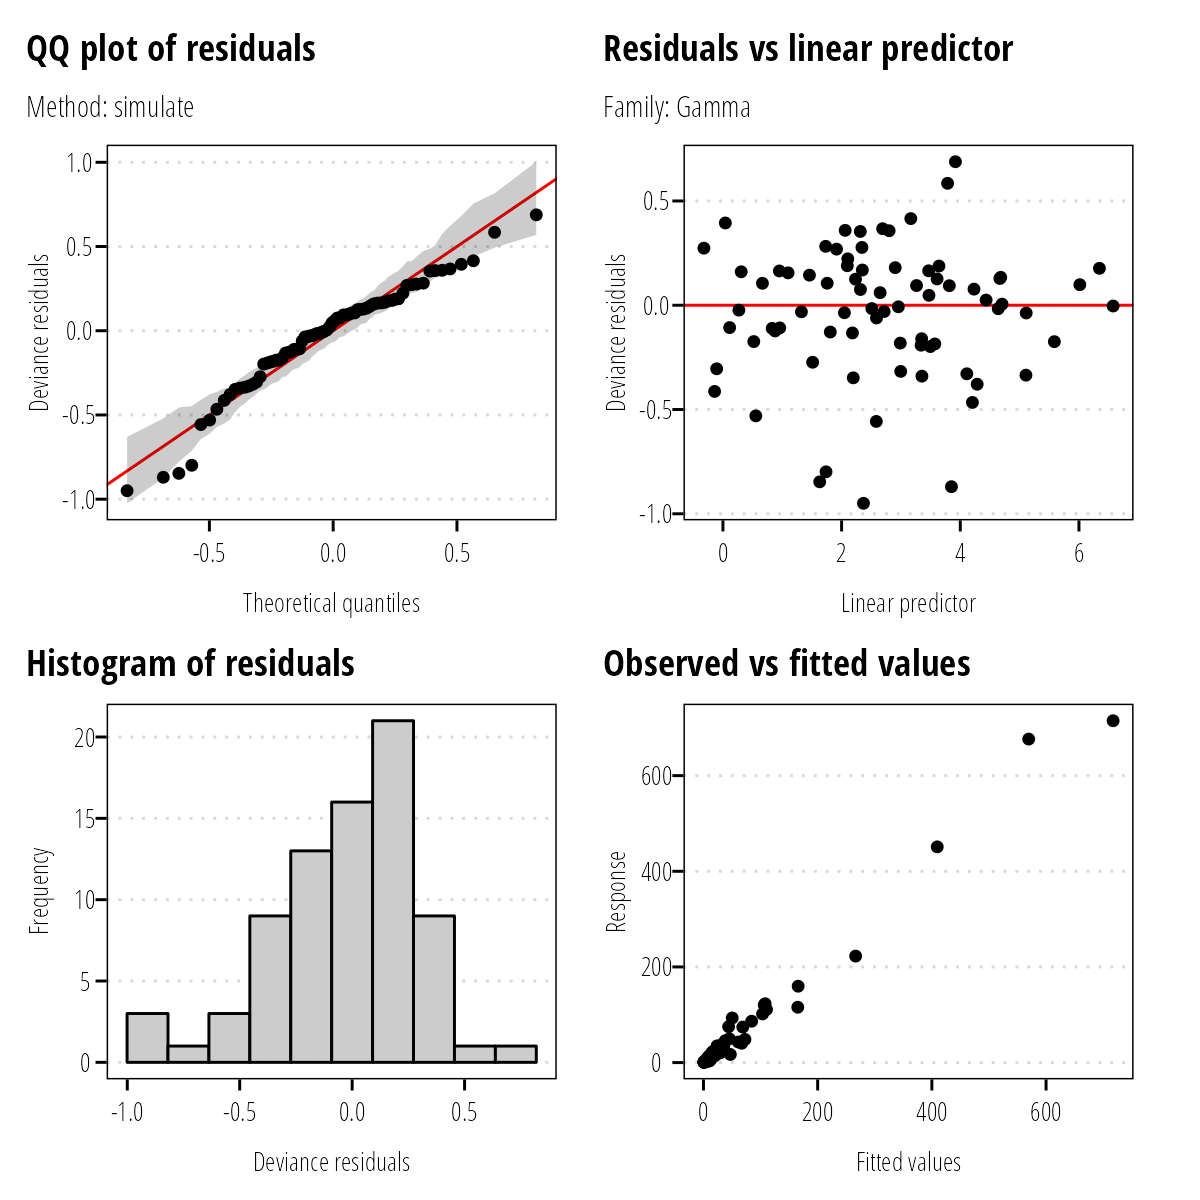 QQ plot of residuals
Method: simulate
Deviance residuals
1.0
0.5
0.0
-0.5
-1.0
-0.5 0.0 0.5
Theoretical quantiles
Residuals vs linear predictor
Family: Gamma
Deviance residuals
0.5
0.0
-0.5
-1.0
0 2 4 6
Linear predictor
Histogram of residuals
Frequency
20
15
10
5
0
-1.0 -0.5 0.0 0.5
Deviance residuals
Observed vs fitted values
Response
600
400
200
0
0 200 400 600
Fitted values